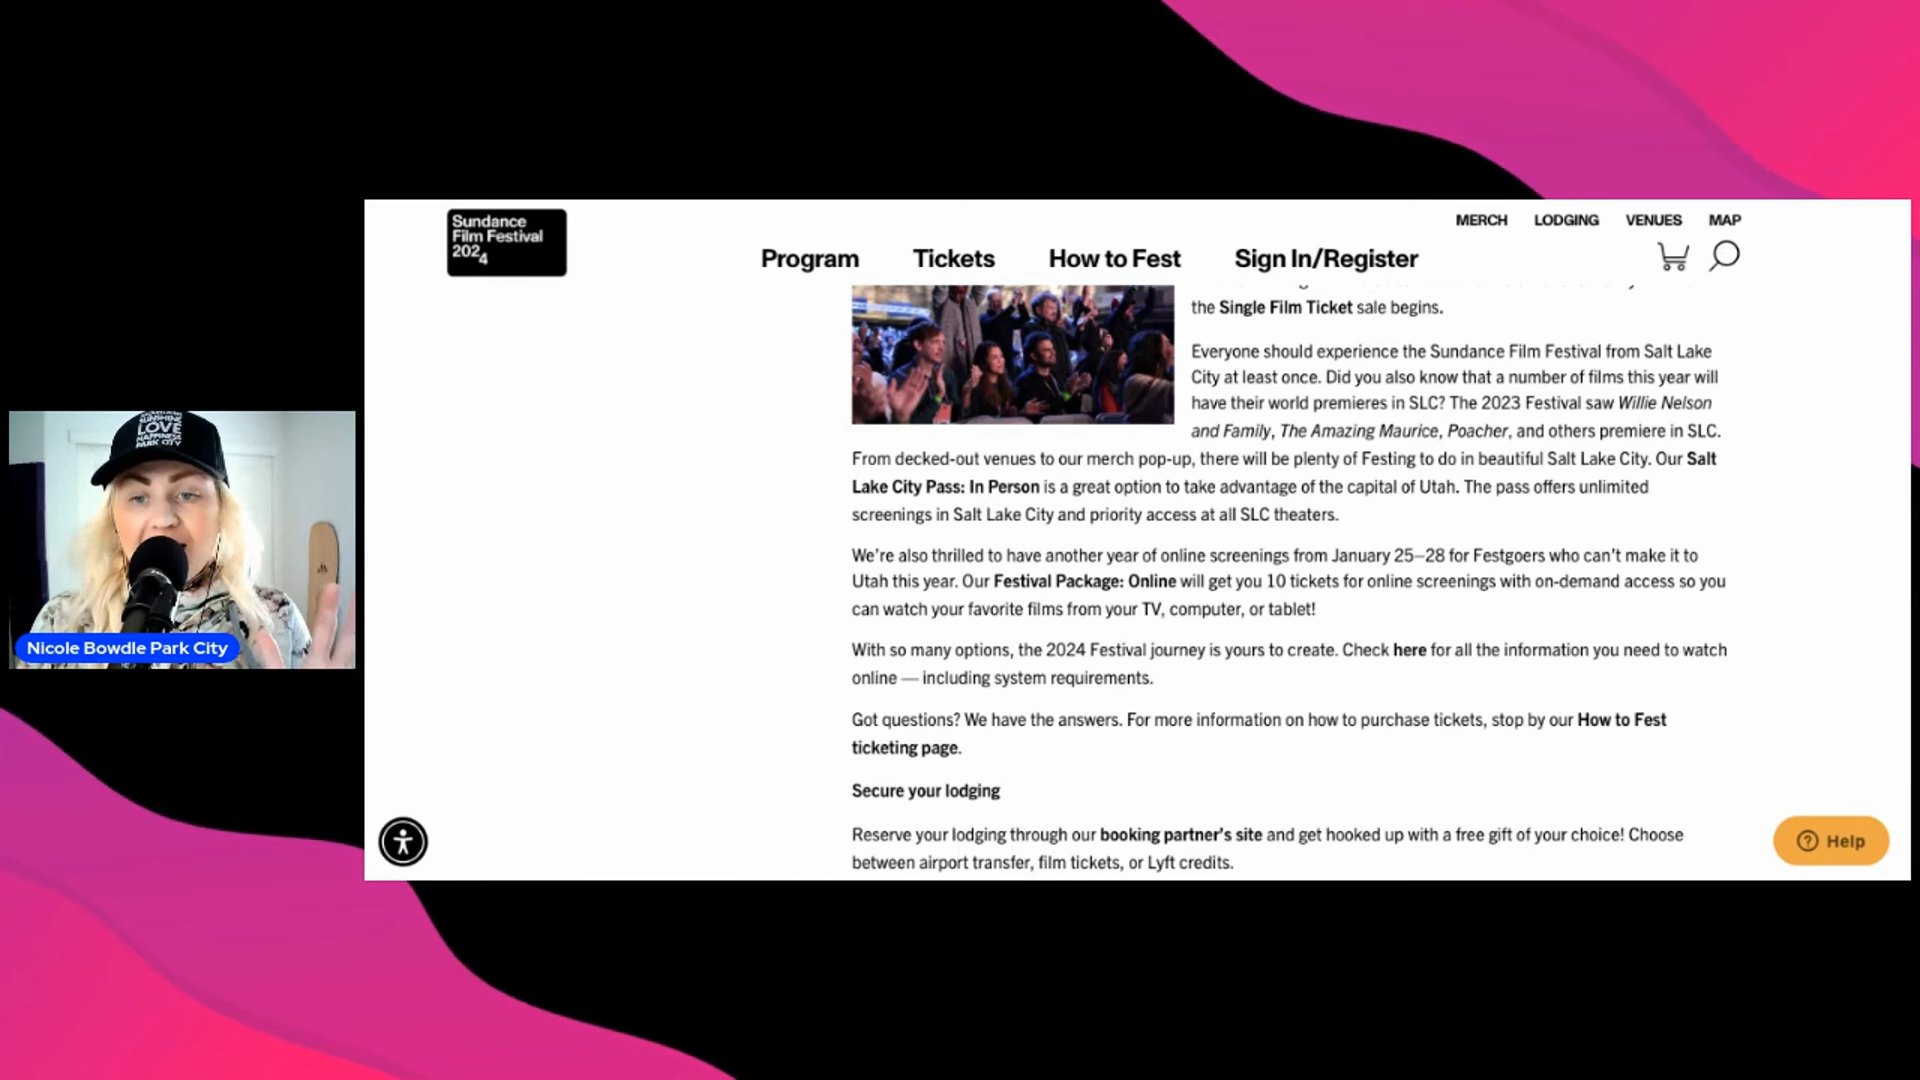 MERCH LODGING VENUES MAP
Sundance
Film Festival
2024
Program Tickets How to Fest Sign In/Register
the Single Film Ticket sale begins.
Everyone should experience the Sundance Film Festival from Salt Lake
City at least once. Did you also know that a number of films this year will
have their world premieres in SLC? The 2023 Festival saw Willie Nelson
and Family, The Amazing Maurice, Poacher, and others premiere in SLC.
From decked-out venues to our merch pop-up, there will be plenty of Festing to do in beautiful Salt Lake City. Our Salt
Lake City Pass: In Person is a great option to take advantage of the capital of Utah. The pass offers unlimited
screenings in Salt Lake City and priority access at all SLC theaters.
We’re also thrilled to have another year of online screenings from January 25–28 for Festgoers who can’t make it to
Utah this year. Our Festival Package: Online will get you 10 tickets for online screenings with on-demand access so you
can watch your favorite films from your TV, computer, or tablet!
With so many options, the 2024 Festival journey is yours to create. Check here for all the information you need to watch
online — including system requirements.
Got questions? We have the answers. For more information on how to purchase tickets, stop by our How to Fest
ticketing page.
Secure your lodging
Reserve your lodging through our booking partner’s site and get hooked up with a free gift of your choice! Choose
between airport transfer, film tickets, or Lyft credits.
Help
SUNSHINE
LOVE
HAPPINESS
PARK CITY
Nicole Bowdle Park City